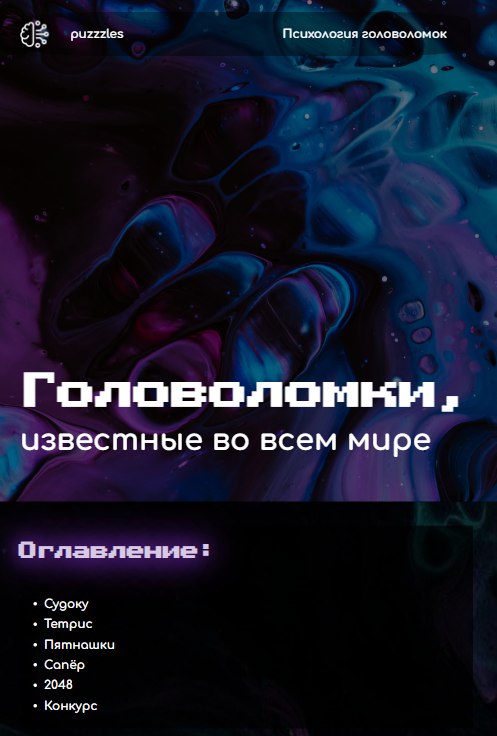 puzzzles
Психология головоломок
Головоломки,
известные во всем мире
Оглавление:
• Судоку
• Тетрис
• Пятнашки
• Сапёр
• 2048
• Конкурс